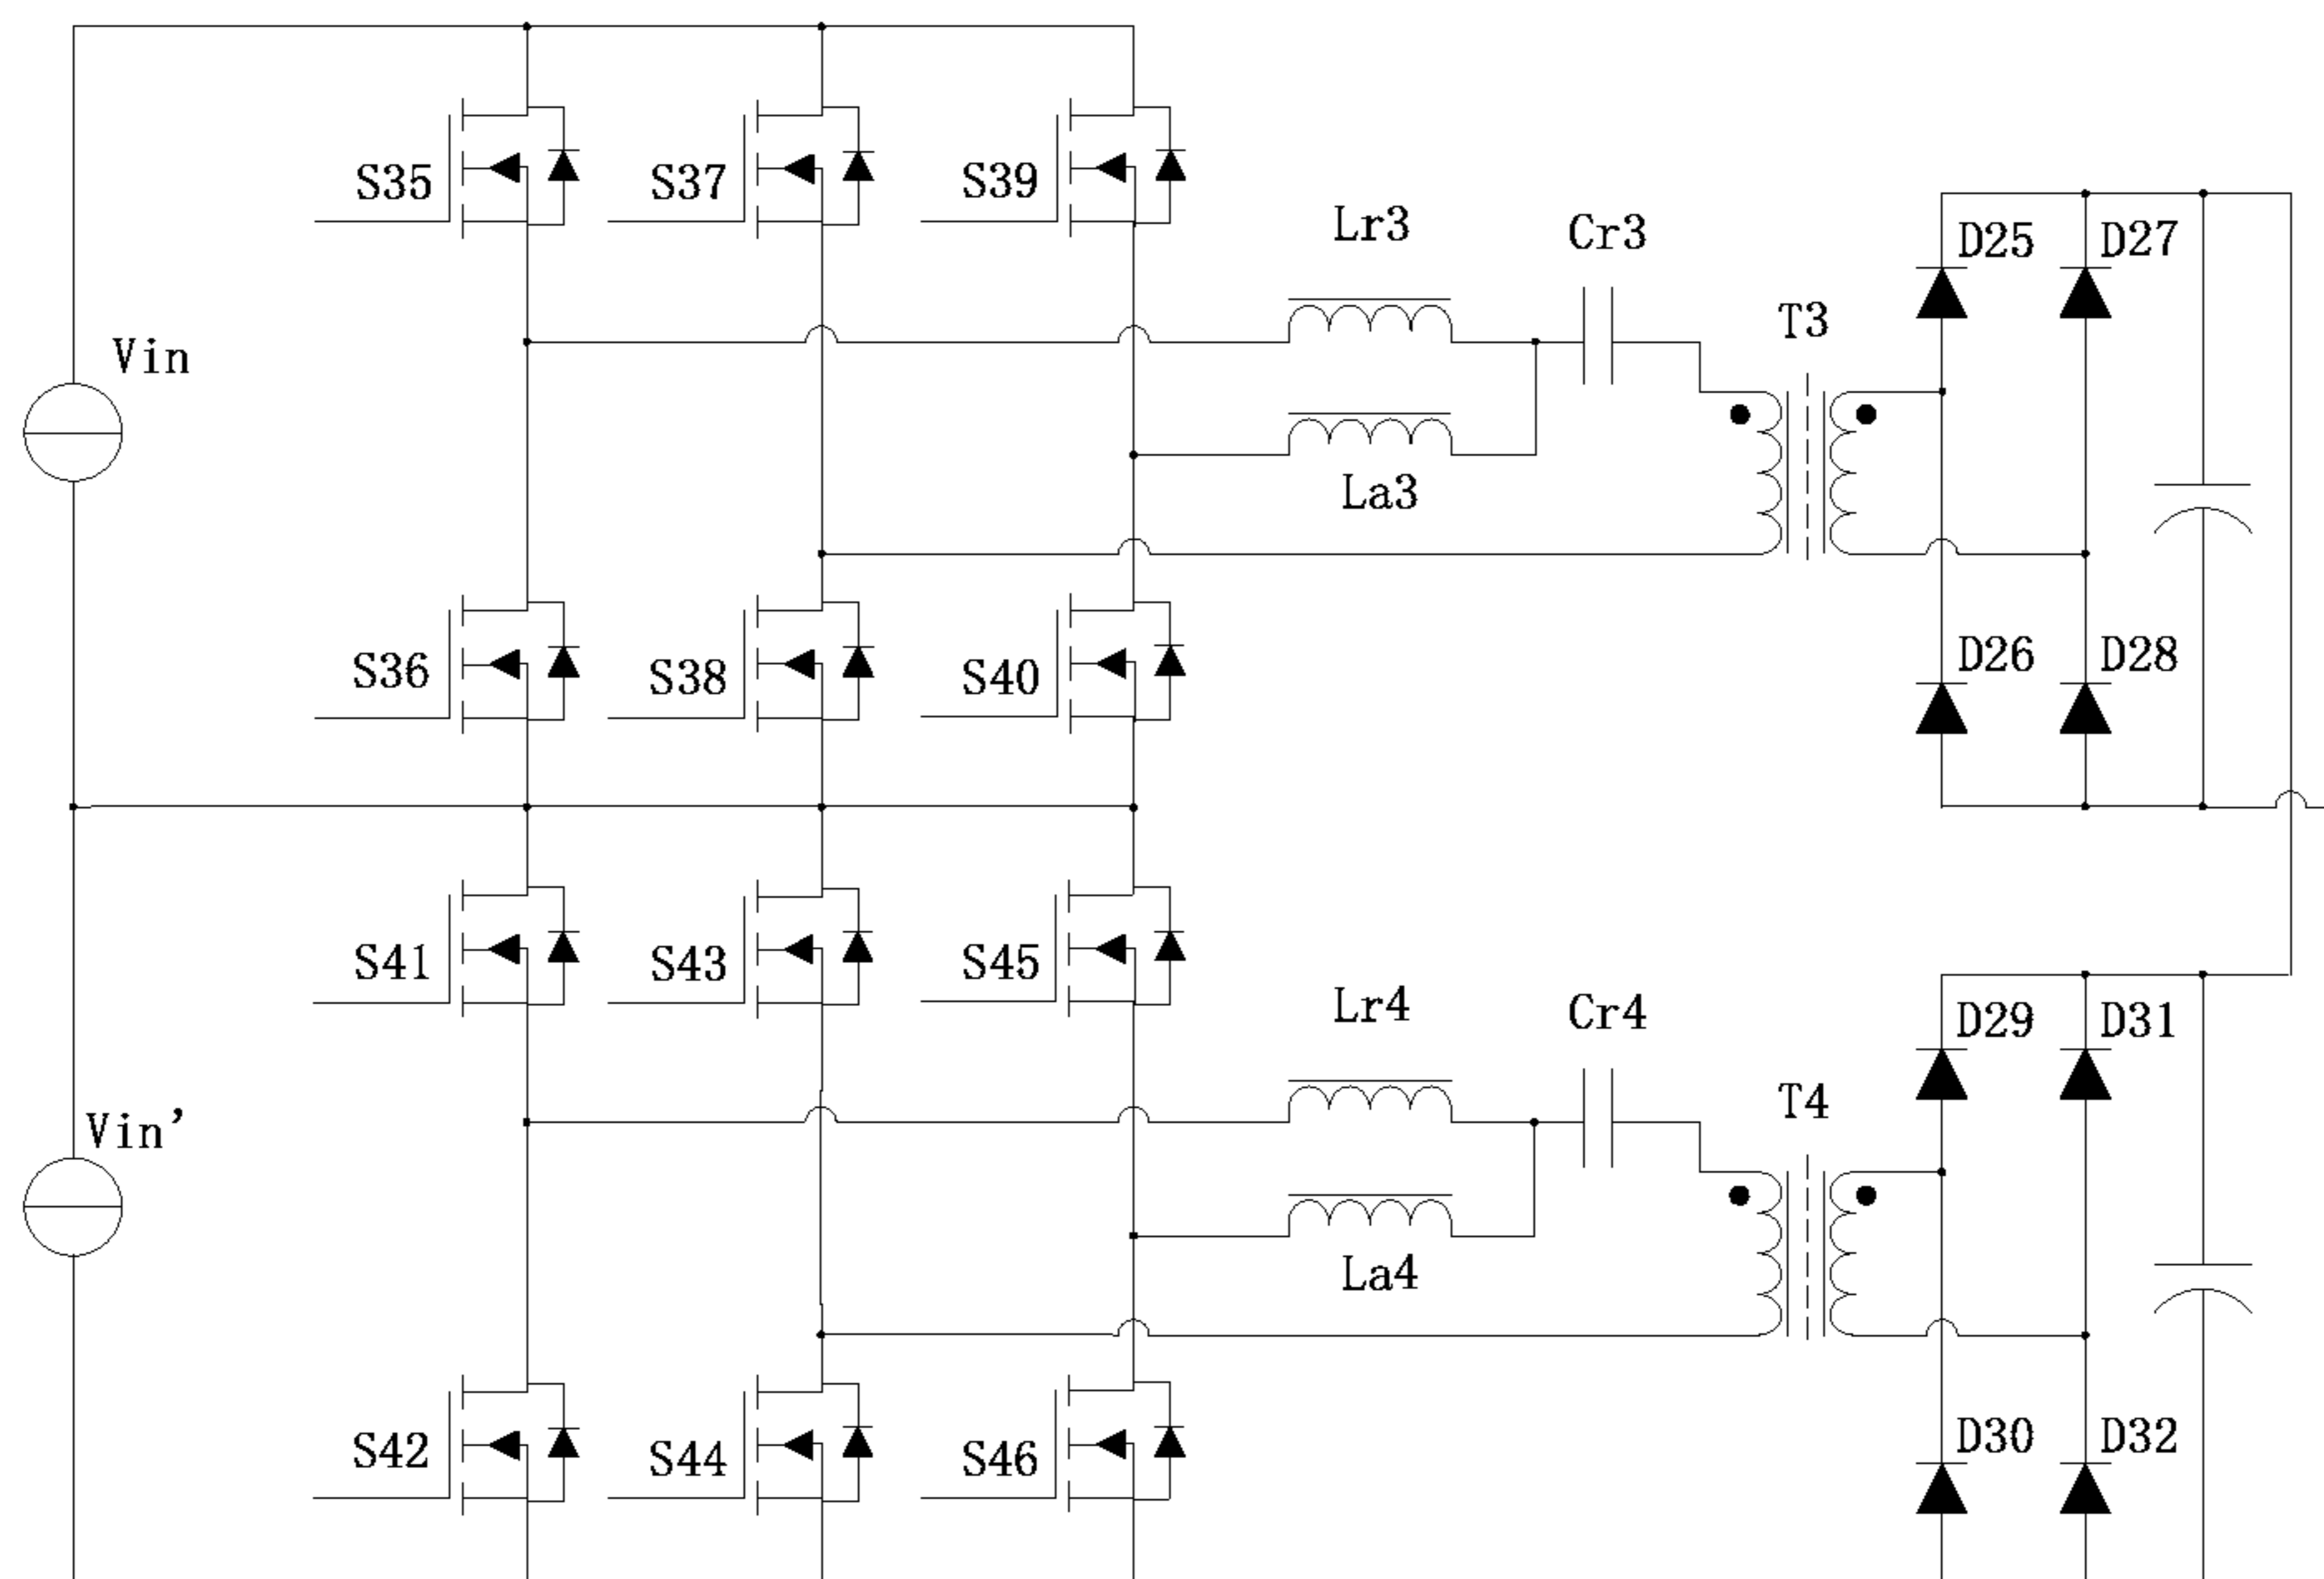 S35
S37
S39
Lr3
Cr3
D25
D27
T3
Vin
La3
S36
S38
S40
D26
D28
S41
S43
S45
Lr4
Cr4
D29
D31
T4
Vin'
La4
S42
S44
S46
D30
D32